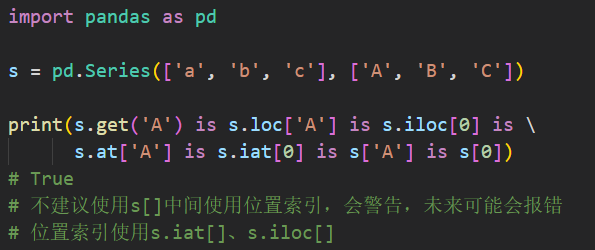 import pandas as pd
s = pd.Series(['a', 'b', 'c'], ['A', 'B', 'C'])
print(s.get('A') is s.loc['A'] is s.iloc[0] is \
s.at['A'] is s.iat[0] is s['A'] is s[0])
# True
# 不建议使用s[]中间使用位置索引，会警告，未来可能会报错
# 位置索引使用s.iat[]、s.iloc[]